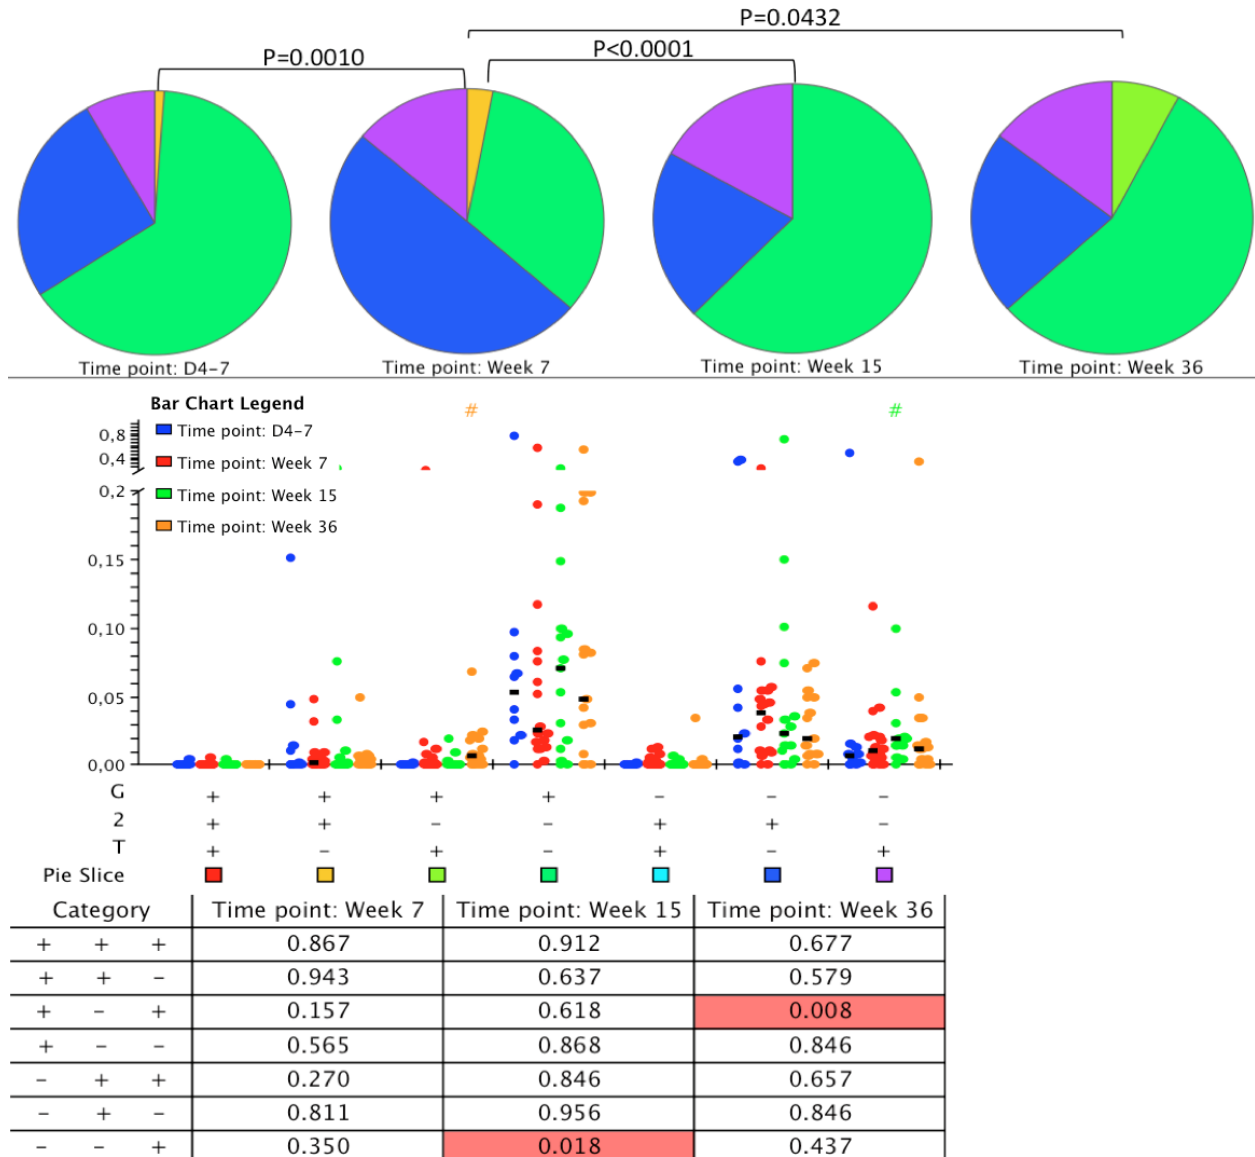 P=0.0432
P=0.0010
P<0.0001
Time point: D4-7
Time point: Week 7
Time point: Week 15
Time point: Week 36
Bar Chart Legend
# #
Time point: D4-7
Time point: Week 7
Time point: Week 15
Time point: Week 36
0,8
0,4
0,2
0,15
0,10
0,05
0,00
G + + + + - - -
2 + + - - + + -
T + - + - + - +
Pie Slice
Category Time point: Week 7 Time point: Week 15 Time point: Week 36
+ + + 0.867 0.912 0.677
+ + - 0.943 0.637 0.579
+ - + 0.157 0.618 0.008
+ - - 0.565 0.868 0.846
- + + 0.270 0.846 0.657
- + - 0.811 0.956 0.846
- - + 0.350 0.018 0.437